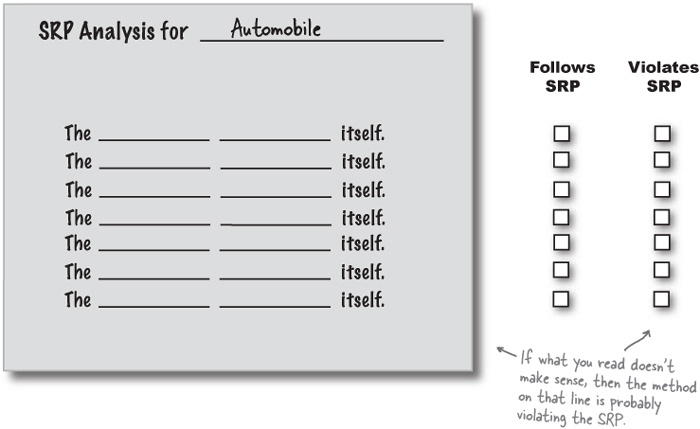 SRP Analysis for Automobile
Follows SRP
Violates SRP
The itself.
The itself.
The itself.
The itself.
The itself.
The itself.
The itself.
If what you read doesn't
make sense, then the method
on that line is probably
violating the SRP.